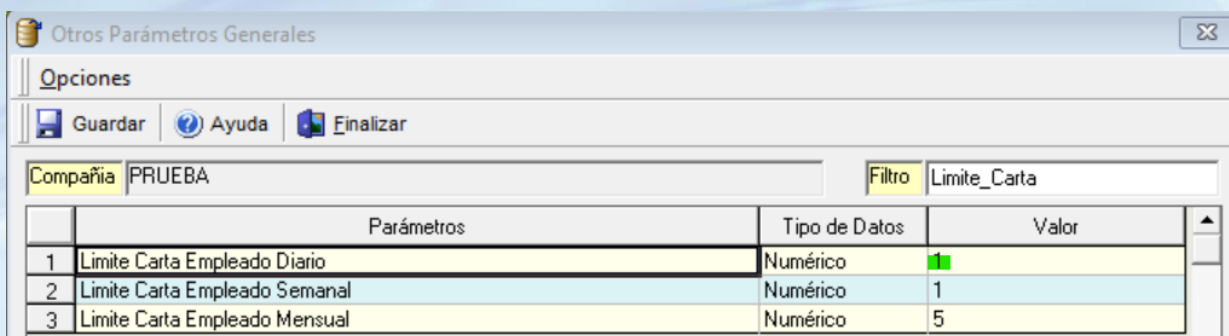 Otros Parámetros Generales
Opciones
Guardar Ayuda Finalizar
Compañia PRUEBA Filtro Limite_Carta
Parámetros Tipo de Datos Valor
1 Limite Carta Empleado Diario Numérico 1
2 Limite Carta Empleado Semanal Numérico 1
3 Limite Carta Empleado Mensual Numérico 5